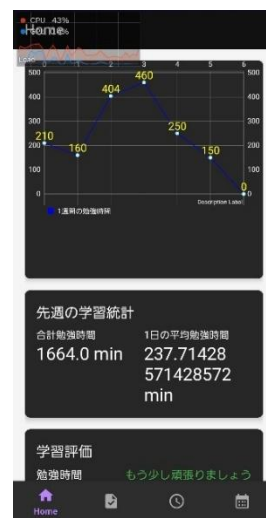 CPU 43%
Home
Load
0 1 2 3 4 5 6
500 500
400 400
300 300
200 200
100 100
0 0
210
160
404
460
250
150
0
Description Label
1週間の勉強時間
先週の学習統計
合計勉強時間
1664.0 min
1日の平均勉強時間
237.71428
571428572
min
学習評価
勉強時間 もう少し頑張りましょう
Home